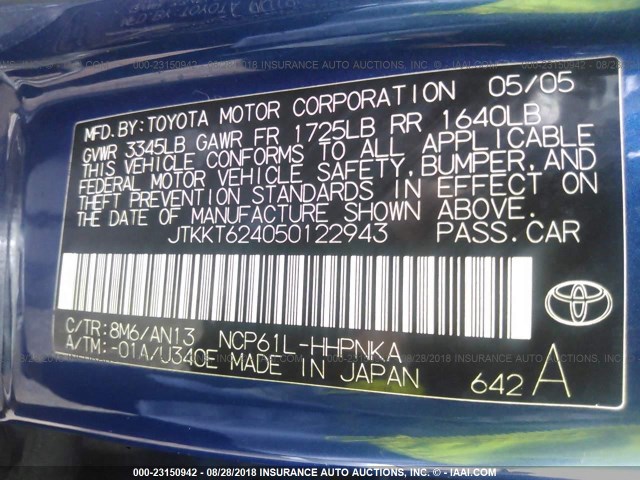 MFD. BY: TOYOTA MOTOR CORPORATION 05/05
GVWR 3345LB GAWR FR 1725LB RR 1640LB
THIS VEHICLE CONFORMS TO ALL APPLICABLE
FEDERAL MOTOR VEHICLE SAFETY, BUMPER, AND
THEFT PREVENTION STANDARDS IN EFFECT ON
THE DATE OF MANUFACTURE SHOWN ABOVE.
JTKKT624050122943 PASS.CAR
C/TR: 8M6/AN13 NCP61L-HHPNKA
A/TM: -01A/U340E MADE IN JAPAN
642 A
000-23150942 - 08/28/2018 INSURANCE AUTO AUCTIONS, INC. - © - IAAI.COM